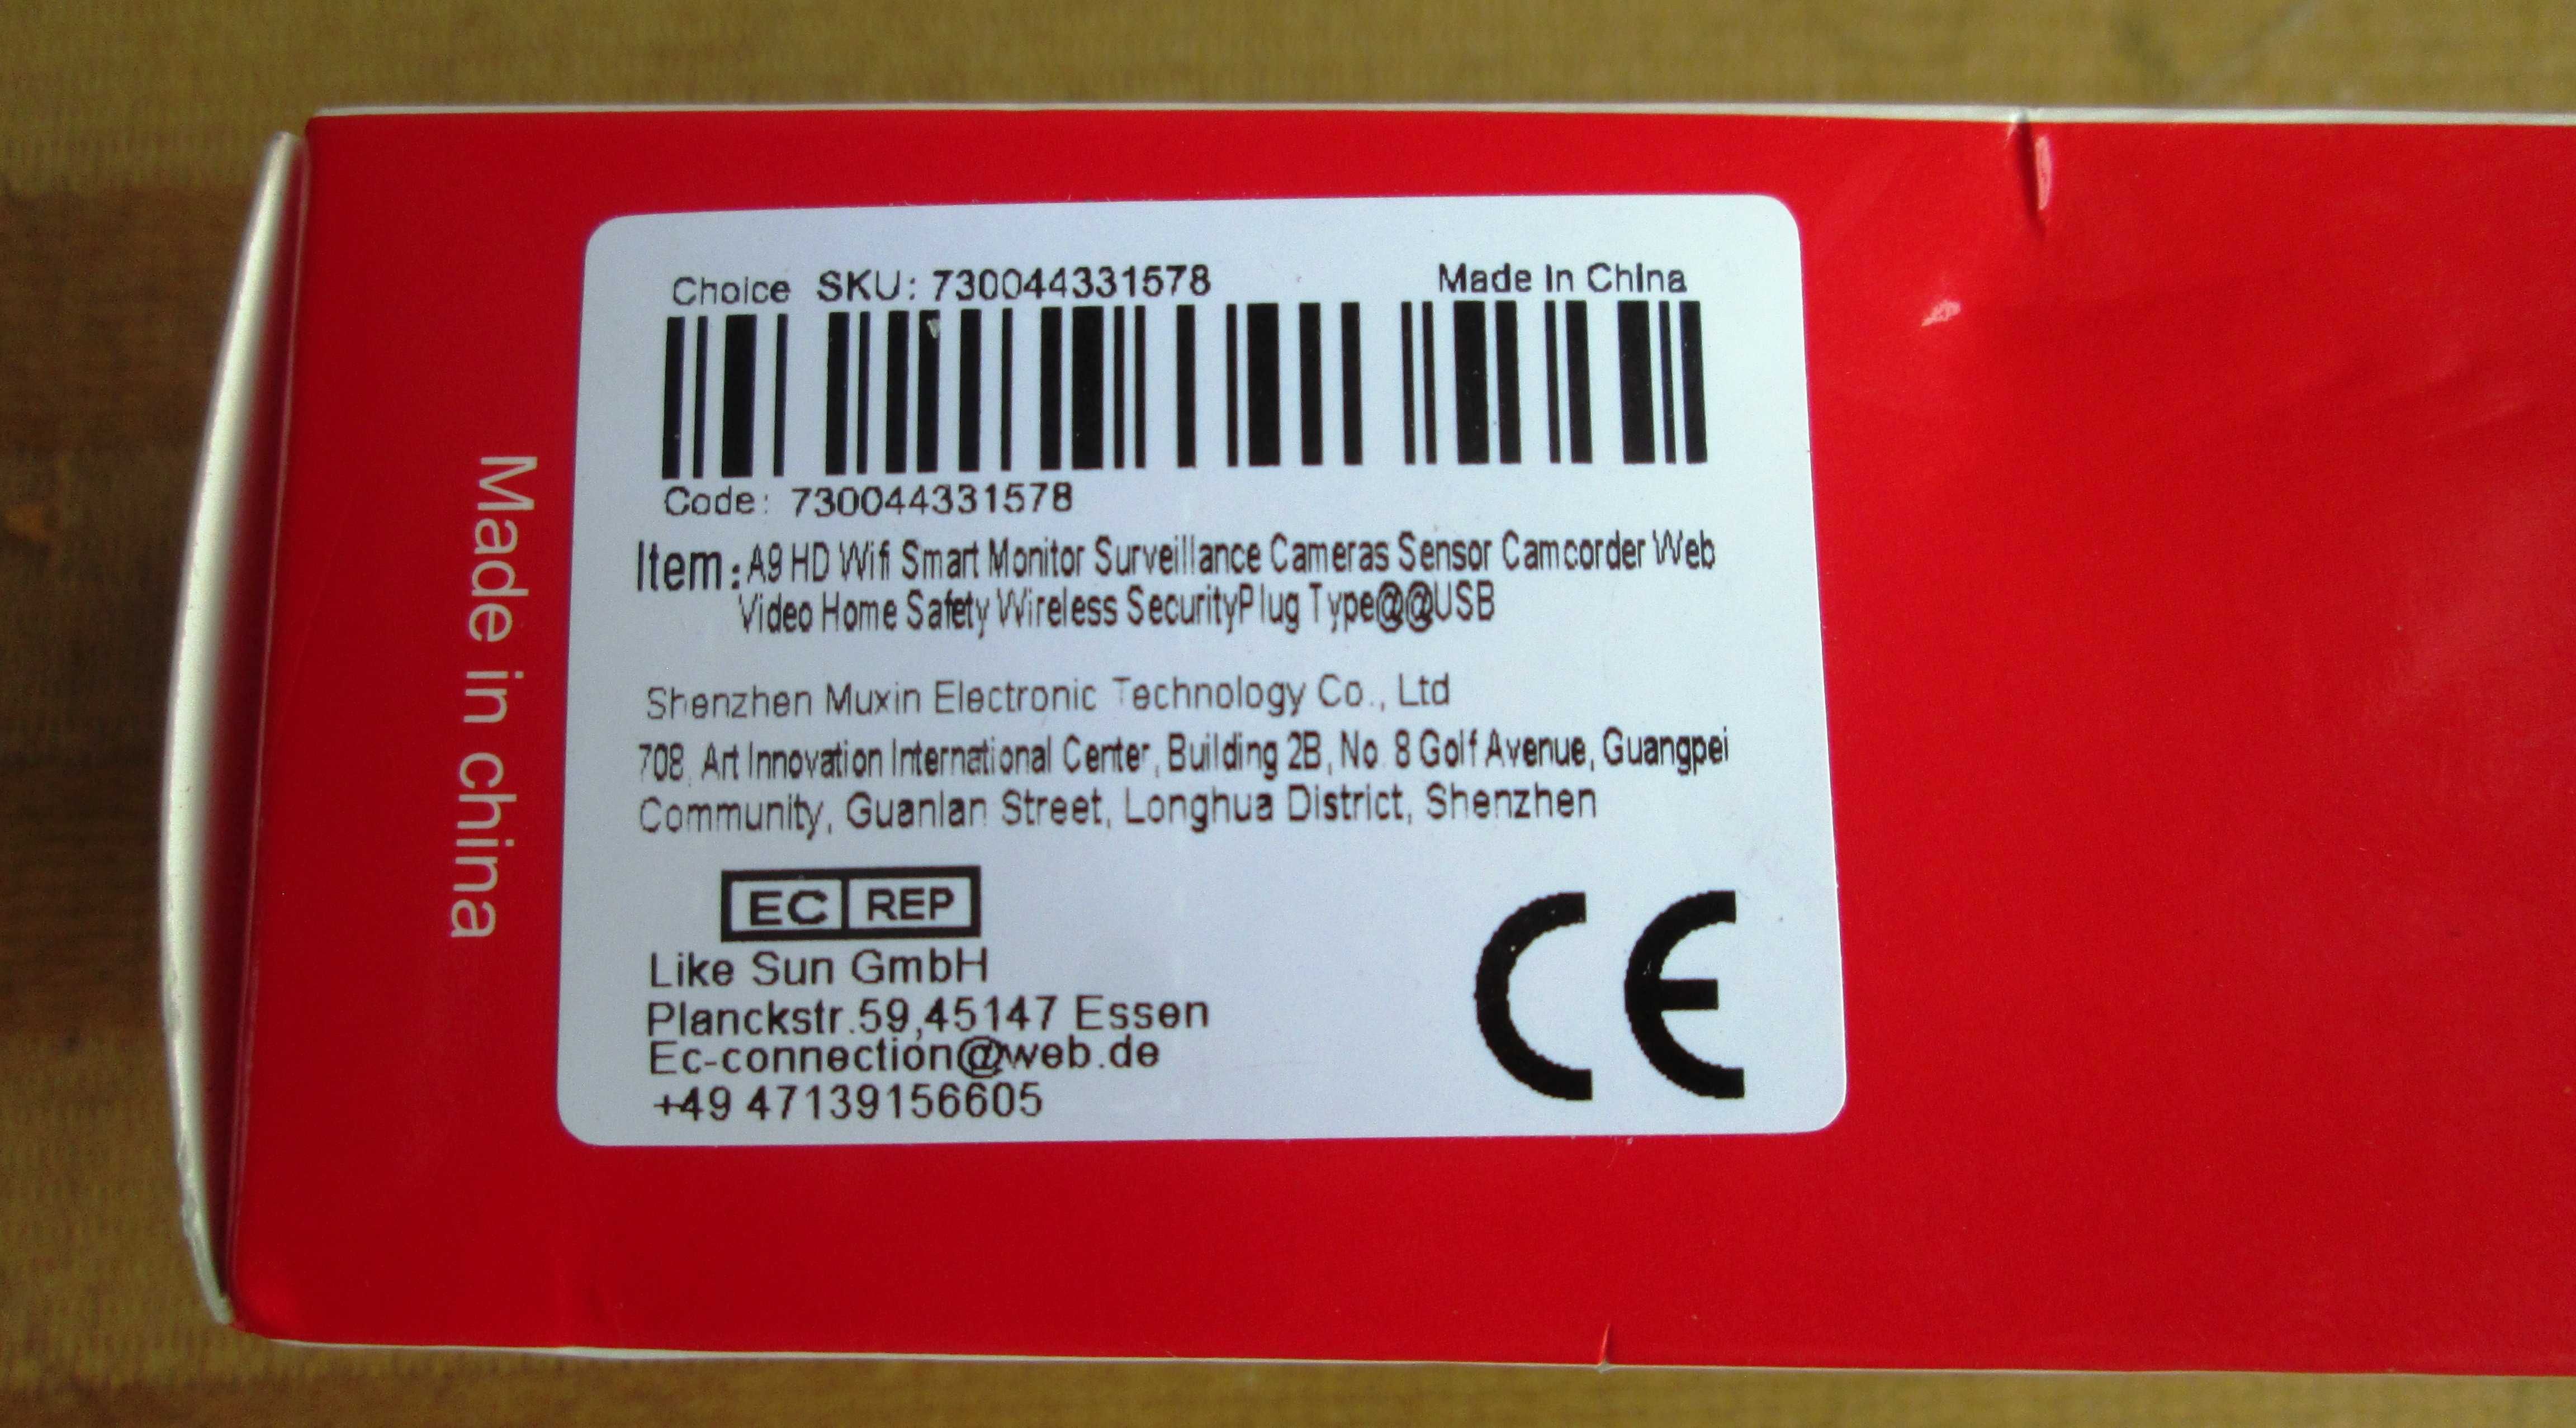 Choice SKU: 730044331578
Made In China
Code: 730044331578
Item: A9 HD Wifi Smart Monitor Surveillance Cameras Sensor Camcorder Web
Video Home Safety Wireless SecurityPlug Type@@USB
Shenzhen Muxin Electronic Technology Co., Ltd
708, Art Innovation International Center, Building 2B, No. 8 Golf Avenue, Guangpei
Community, Guanlan Street, Longhua District, Shenzhen
EC REP
Like Sun GmbH
Planckstr.59,45147 Essen
Ec-connection@web.de
+49 47139156605
CE
Made in china